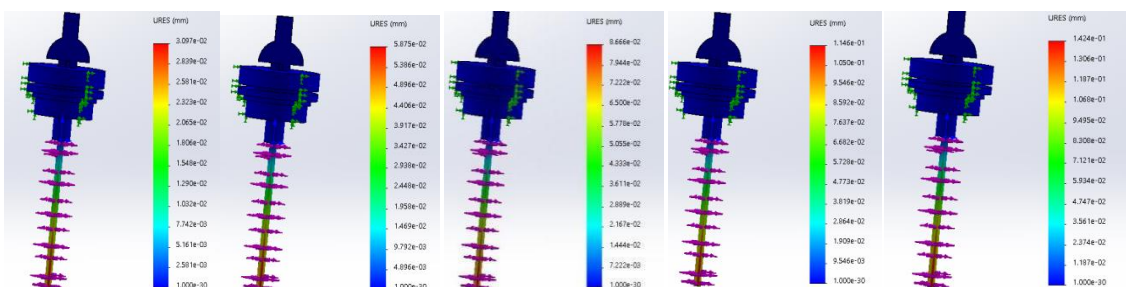 URES (mm)
3.097e-02
2.839e-02
2.581e-02
2.323e-02
2.065e-02
1.806e-02
1.548e-02
1.290e-02
1.032e-02
7.742e-03
5.161e-03
2.581e-03
1.000e-30
URES (mm)
5.875e-02
5.386e-02
4.896e-02
4.406e-02
3.917e-02
3.427e-02
2.938e-02
2.448e-02
1.959e-02
1.469e-02
9.792e-03
4.896e-03
1.000e-30
URES (mm)
8.666e-02
7.944e-02
7.222e-02
6.500e-02
5.778e-02
5.055e-02
4.333e-02
3.611e-02
2.889e-02
2.167e-02
1.444e-02
7.222e-03
1.000e-30
URES (mm)
1.146e-01
1.050e-01
9.546e-02
8.592e-02
7.637e-02
6.682e-02
5.728e-02
4.773e-02
3.819e-02
2.864e-02
1.909e-02
9.546e-03
1.000e-30
URES (mm)
1.424e-01
1.306e-01
1.187e-01
1.068e-01
9.495e-02
8.308e-02
7.121e-02
5.934e-02
4.747e-02
3.561e-02
2.374e-02
1.187e-02
1.000e-30